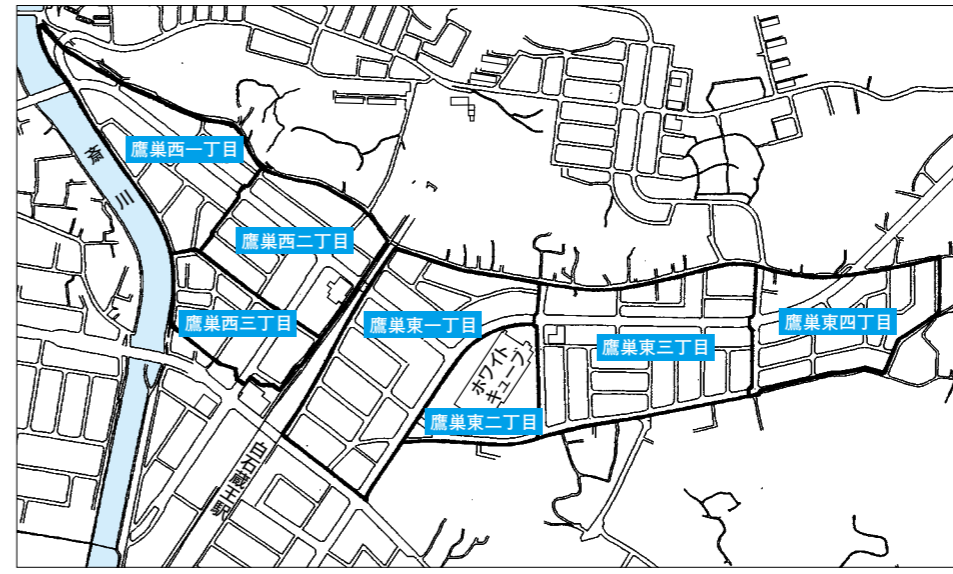 鷹巣西一丁目
斎川
鷹巣西二丁目
鷹巣西三丁目
鷹巣東一丁目
鷹巣東三丁目
鷹巣東四丁目
ホワイト
キューブ
鷹巣東二丁目
白石蔵王駅